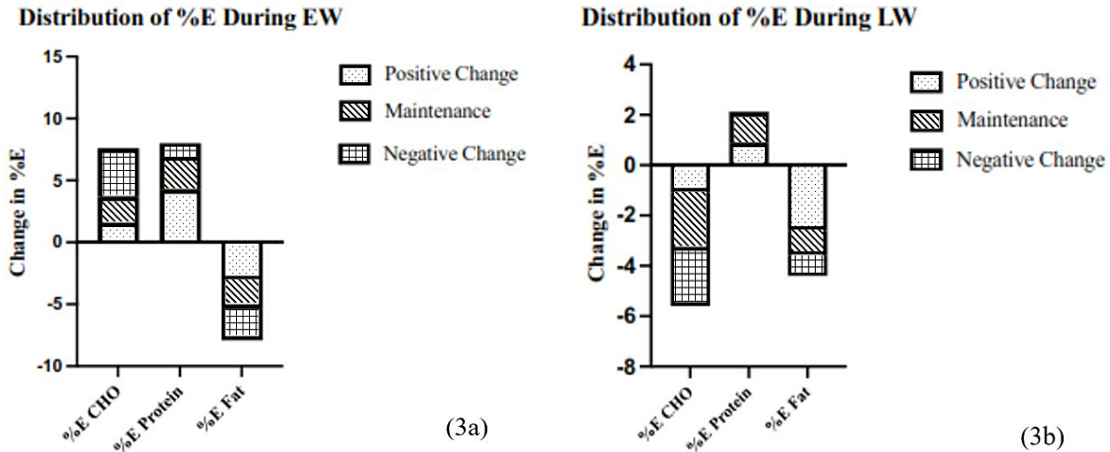 Distribution of %E During EW
Change in %E
15
10
5
0
-5
-10
%E CHO
%E Protein
%E Fat
Positive Change
Maintenance
Negative Change
(3a)
Distribution of %E During LW
Change in %E
4
2
0
-2
-4
-6
-8
%E CHO
%E Protein
%E Fat
Positive Change
Maintenance
Negative Change
(3b)